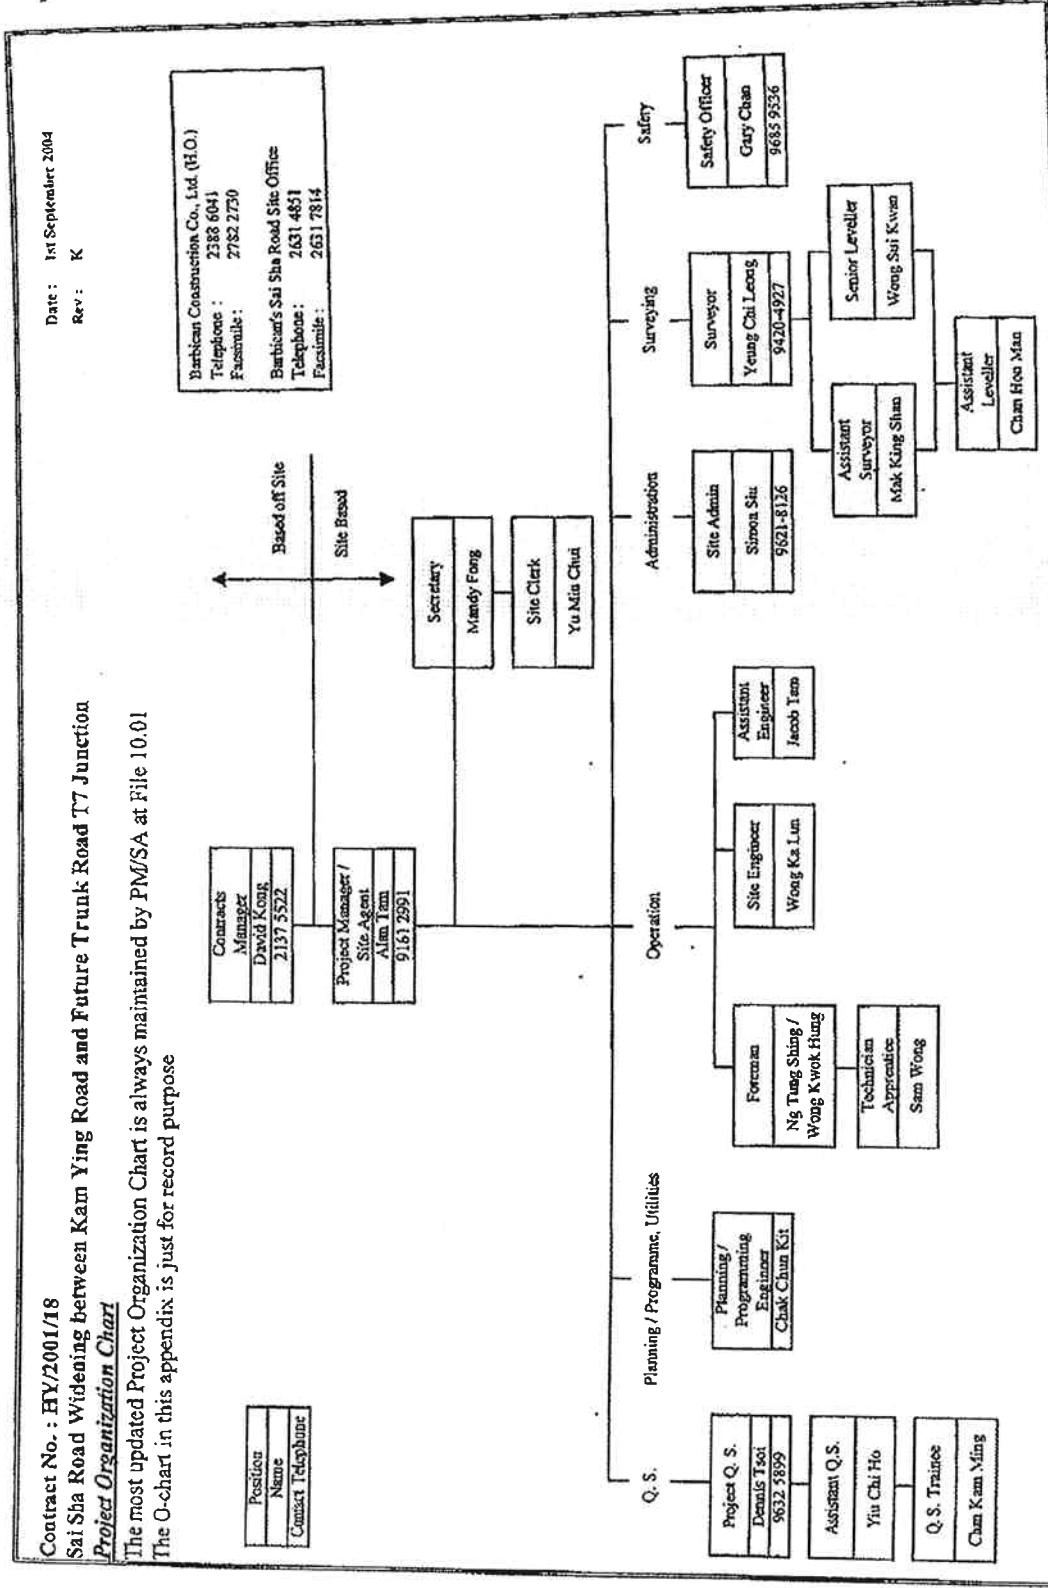 Contract No. : HY/2001/18
Sai Sha Road Widening between Kam Ying Road and Future Trunk Road T7 Junction
Project Organization Chart
The most updated Project Organization Chart is always maintained by PM/SA at File 10.01
The O-chart in this appendix is just for record purpose
Date : 1st September 2004
Rev : K
Barbican Construction Co., Ltd. (H.O.)
Telephone : 2388 6041
Facsimile : 2782 2730
Barbican's Sai Sha Road Site Office
Telephone : 2631 4851
Facsimile : 2631 7814
Position
Name
Contact Telephone
Contracts
Manager
David Kong
2137 5522
Based off Site
Site Based
Project Manager /
Site Agent
Alan Tam
9161 2991
Secretary
Mandy Fong
Site Clerk
Yu Min Chui
Q. S.
Planning / Programme, Utilities
Operation
Administration
Surveying
Safety
Project Q. S.
Dennis Tsoi
9632 5899
Assistant Q.S.
Yiu Chi Ho
Q. S. Trainee
Chan Kam Ming
Planning /
Programming
Engineer
Chak Chun Kit
Foreman
Ng Tung Shing /
Wong Kwok Hung
Technician
Apprentice
Sam Wong
Site Engineer
Wong Ka Lun
Assistant
Engineer
Jacob Tam
Site Admin
Simon Siu
9621-8126
Surveyor
Yeung Chi Leong
9420-4927
Assistant
Surveyor
Mak King Shan
Senior Leveller
Wong Sui Kwan
Assistant
Leveller
Chan Hon Man
Safety Officer
Gary Chan
9685 9536